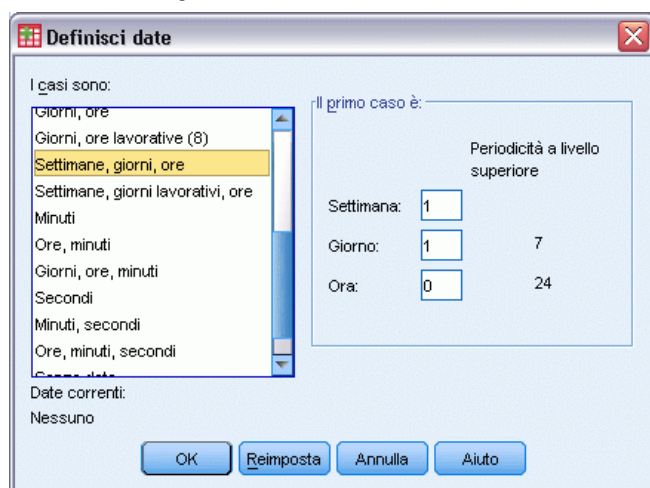 Definisci date
I casi sono:
Giorni, ore
Giorni, ore lavorative (8)
Settimane, giorni, ore
Settimane, giorni lavorativi, ore
Minuti
Ore, minuti
Giorni, ore, minuti
Secondi
Minuti, secondi
Ore, minuti, secondi
Il primo caso è:
Periodicità a livello
superiore
Settimana: 1
Giorno: 1 7
Ora: 0 24
Date correnti:
Nessuno
OK Reimposta Annulla Aiuto